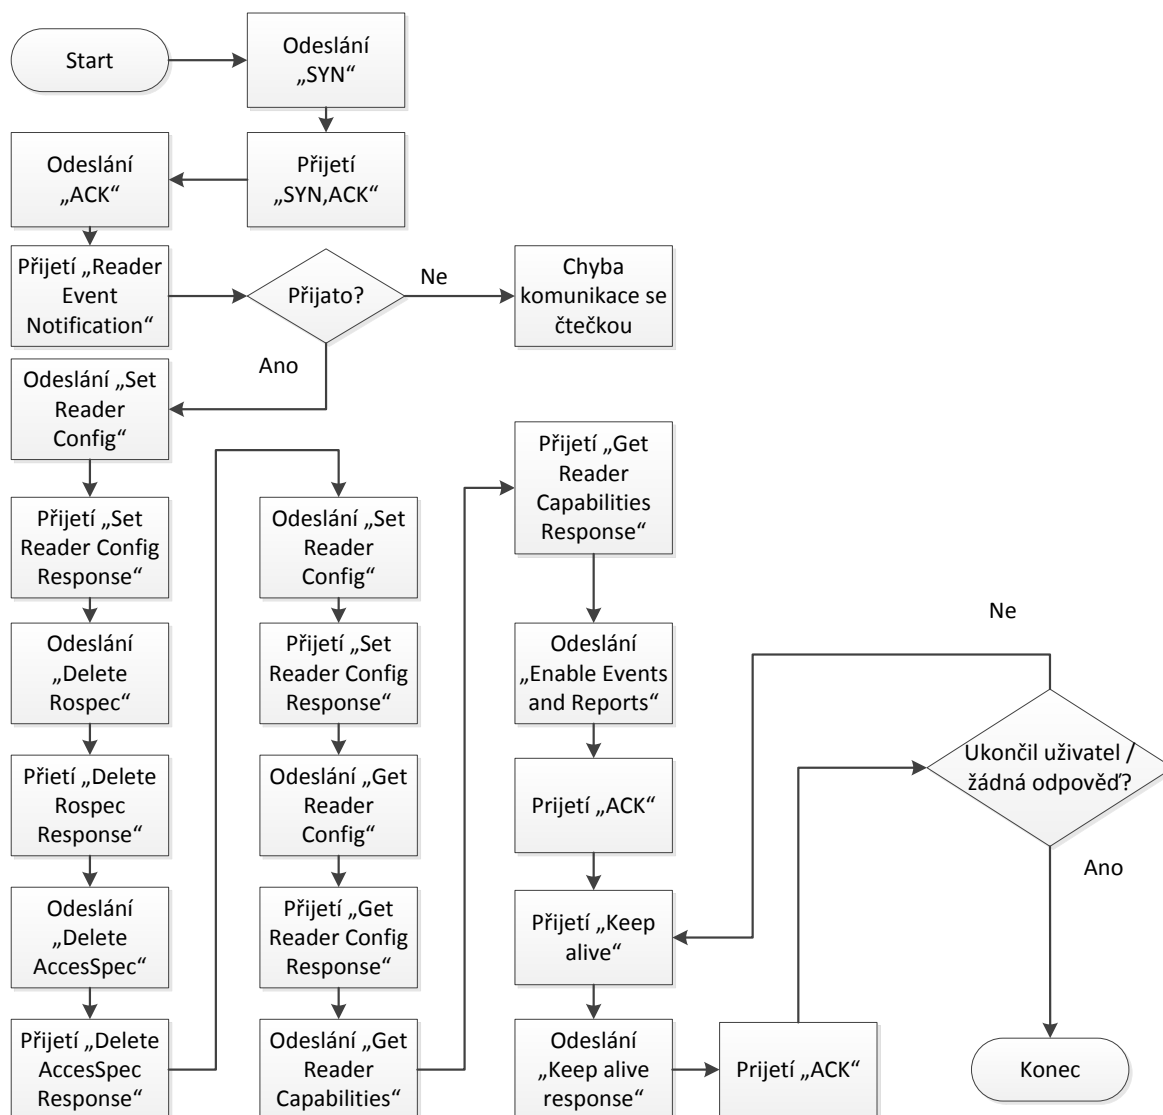 Start
Odeslání
„SYN“
Přijetí
„SYN,ACK“
Odeslání
„ACK“
Přijetí „Reader
Event
Notification“
Přijato?
Ne
Chyba
komunikace se
čtečkou
Ano
Odeslání „Set
Reader
Config“
Přijetí „Set
Reader Config
Response“
Odeslání
„Delete
Rospec“
Přietí „Delete
Rospec
Response“
Odeslání
„Delete
AccesSpec“
Přijetí „Delete
AccesSpec
Response“
Odeslání „Set
Reader
Config“
Přijetí „Set
Reader Config
Response“
Odeslání „Get
Reader
Config“
Přijetí „Get
Reader Config
Response“
Odeslání „Get
Reader
Capabilities“
Přijetí „Get
Reader
Capabilities
Response“
Odeslání
„Enable Events
and Reports“
Prijetí „ACK“
Přijetí „Keep
alive“
Odeslání
„Keep alive
response“
Prijetí „ACK“
Ukončil uživatel /
žádná odpověď?
Ne
Ano
Konec